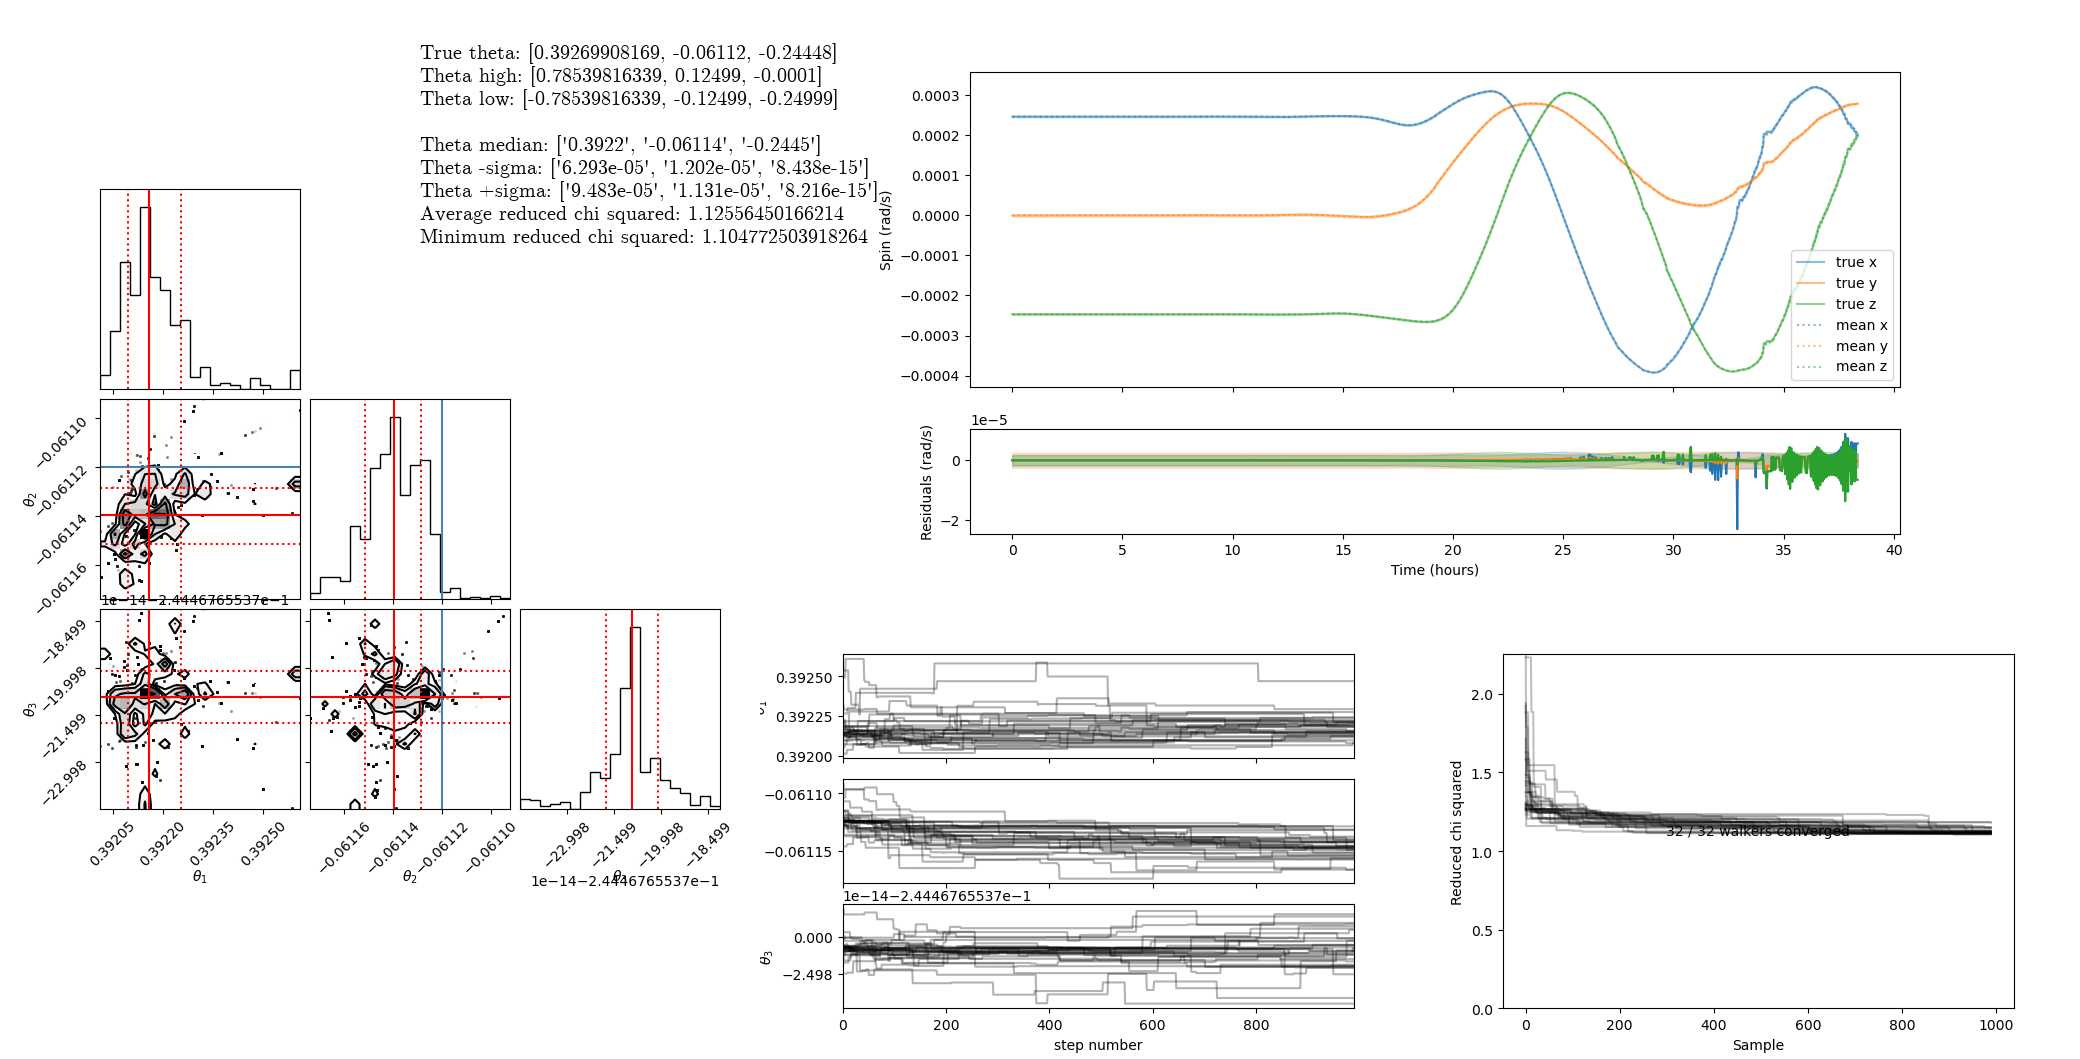 True theta: [0.39269908169, -0.06112, -0.24448]
Theta high: [0.78539816339, 0.12499, -0.0001]
Theta low: [-0.78539816339, -0.12499, -0.24999]
Theta median: ['0.3922', '-0.06114', '-0.2445']
Theta -sigma: ['6.293e-05', '1.202e-05', '8.438e-15']
Theta +sigma: ['9.483e-05', '1.131e-05', '8.216e-15']
Average reduced chi squared: 1.12556450166214
Minimum reduced chi squared: 1.104772503918264
0.0003
0.0002
0.0001
0.0000
−0.0001
−0.0002
−0.0003
−0.0004
Spin (rad/s)
true x
true y
true z
mean x
mean y
mean z
1e−5
0
−2
Residuals (rad/s)
0 5 10 15 20 25 30 35 40
Time (hours)
θ2
−0.06110
−0.06112
−0.06114
−0.06116
1e−14−2.4446765537e−1
θ3
−18.499
−19.998
−21.499
−22.998
0.39205 0.39220 0.39235 0.39250
θ1
−0.06116 −0.06114 −0.06112 −0.06110
θ2
−22.998 −21.499 −19.998 −18.499
1e−14−2.4446765537e−1
0.39250
0.39225
0.39200
−0.06110
−0.06115
1e−14−2.4446765537e−1
θ3
0.000
−2.498
0 200 400 600 800
step number
Reduced chi squared
2.0
1.5
1.0
0.5
0.0
32 / 32 walkers converged
0 200 400 600 800 1000
Sample